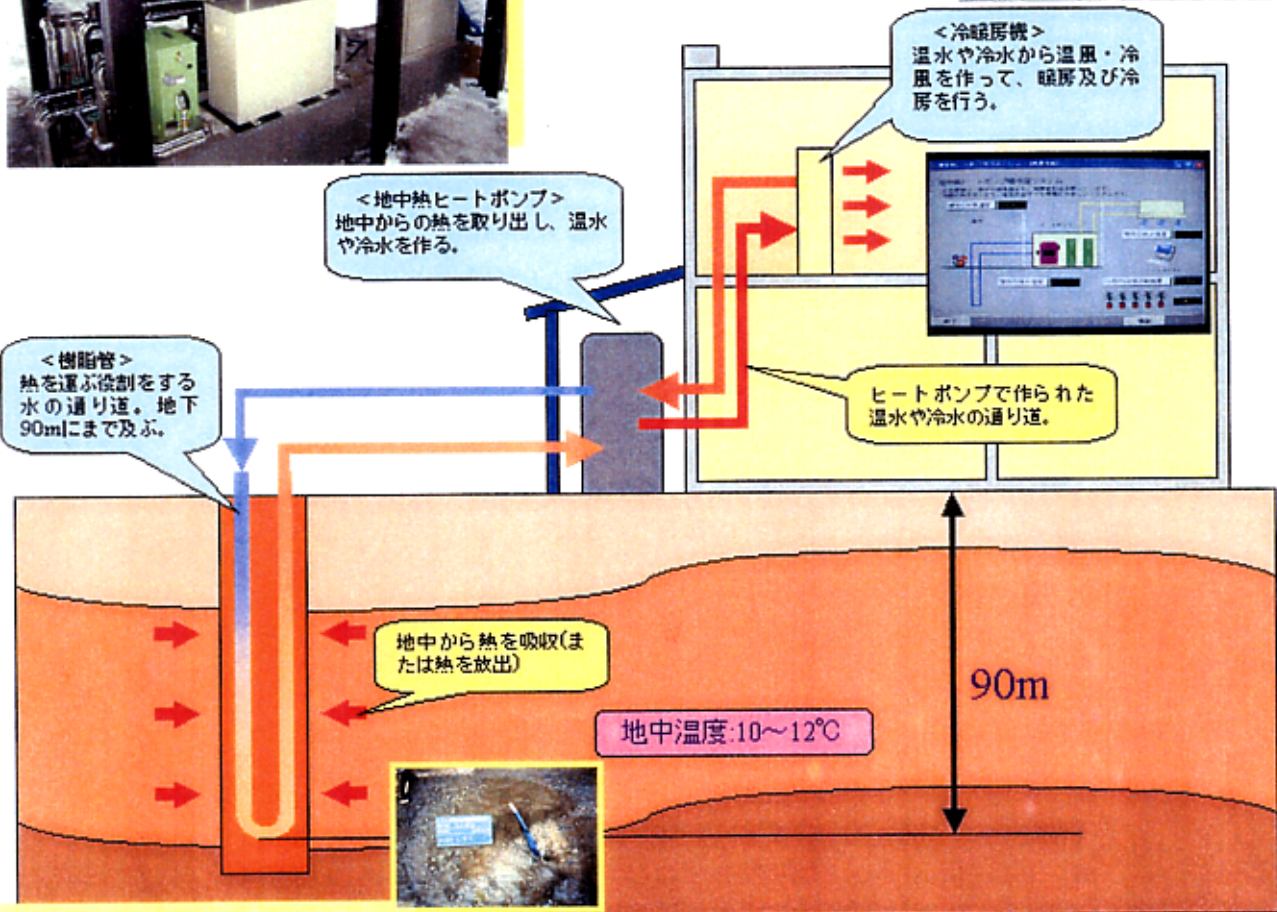 <冷暖房機>
温水や冷水から温風・冷
風を作って、暖房及び冷
房を行う。
<地中熱ヒートポンプ>
地中からの熱を取り出し、温水
や冷水を作る。
<樹脂管>
熱を運ぶ役割をする
水の通り道。地下
90mにまで及ぶ。
ヒートポンプで作られた
温水や冷水の通り道。
地中から熱を吸収(ま
たは熱を放出)
90m
地中温度:10～12℃